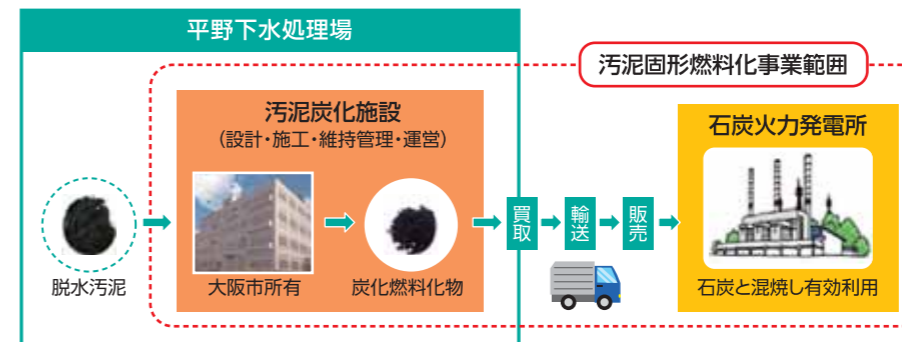 平野下水処理場
汚泥固形燃料化事業範囲
汚泥炭化施設
（設計・施工・維持管理・運営）
脱水汚泥
大阪市所有
炭化燃料化物
買取
輸送
販売
石炭火力発電所
石炭と混焼し有効利用